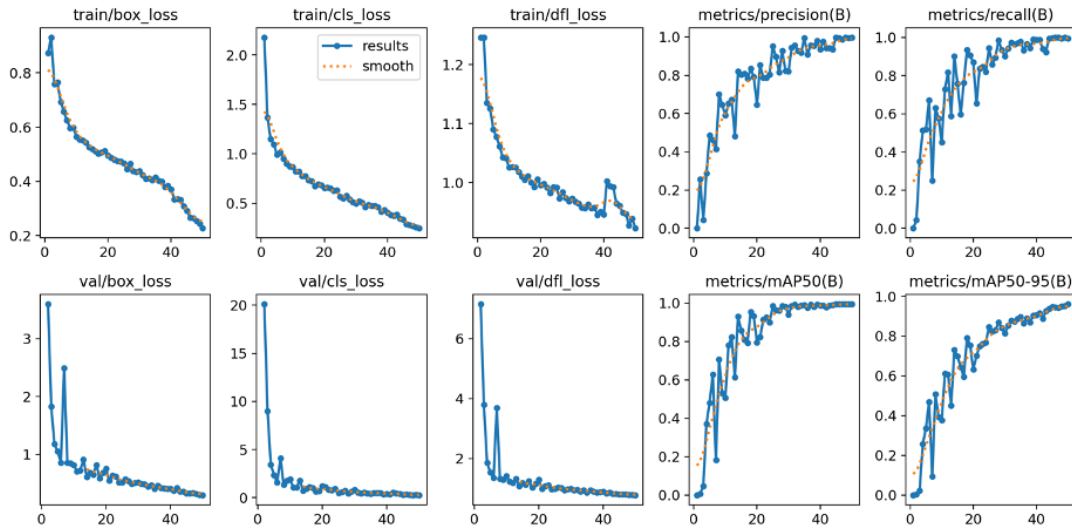 train/box_loss
train/cls_loss
train/dfl_loss
metrics/precision(B)
metrics/recall(B)
0.8
0.6
0.4
0.2
0 20 40
2.0
1.5
1.0
0.5
0 20 40
results
smooth
1.2
1.1
1.0
0 20 40
1.0
0.8
0.6
0.4
0.2
0.0
0 20 40
1.0
0.8
0.6
0.4
0.2
0.0
0 20 40
val/box_loss
val/cls_loss
val/dfl_loss
metrics/mAP50(B)
metrics/mAP50-95(B)
3
2
1
0 20 40
20
15
10
5
0
0 20 40
6
4
2
0 20 40
1.0
0.8
0.6
0.4
0.2
0.0
0 20 40
1.0
0.8
0.6
0.4
0.2
0.0
0 20 40